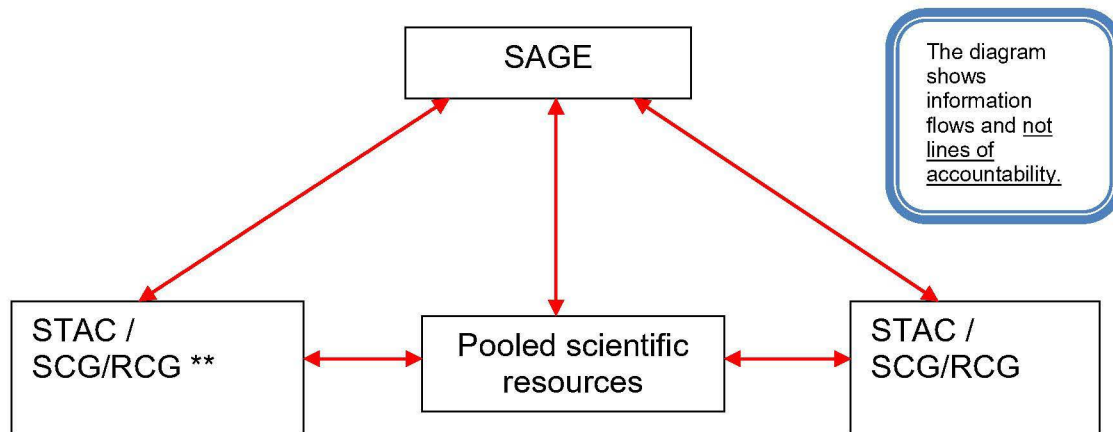 SAGE
The diagram
shows
information
flows and not
lines of
accountability.
STAC /
SCG/RCG **
Pooled scientific
resources
STAC /
SCG/RCG